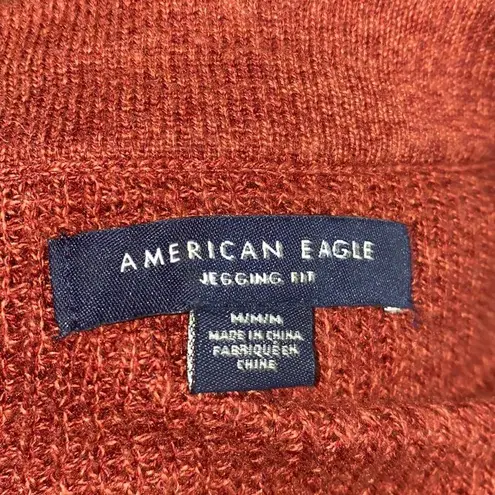 AMERICAN EAGLE
JEGGING FIT
M/M/M
MADE IN CHINA
FABRIQUÉ EN
CHINE